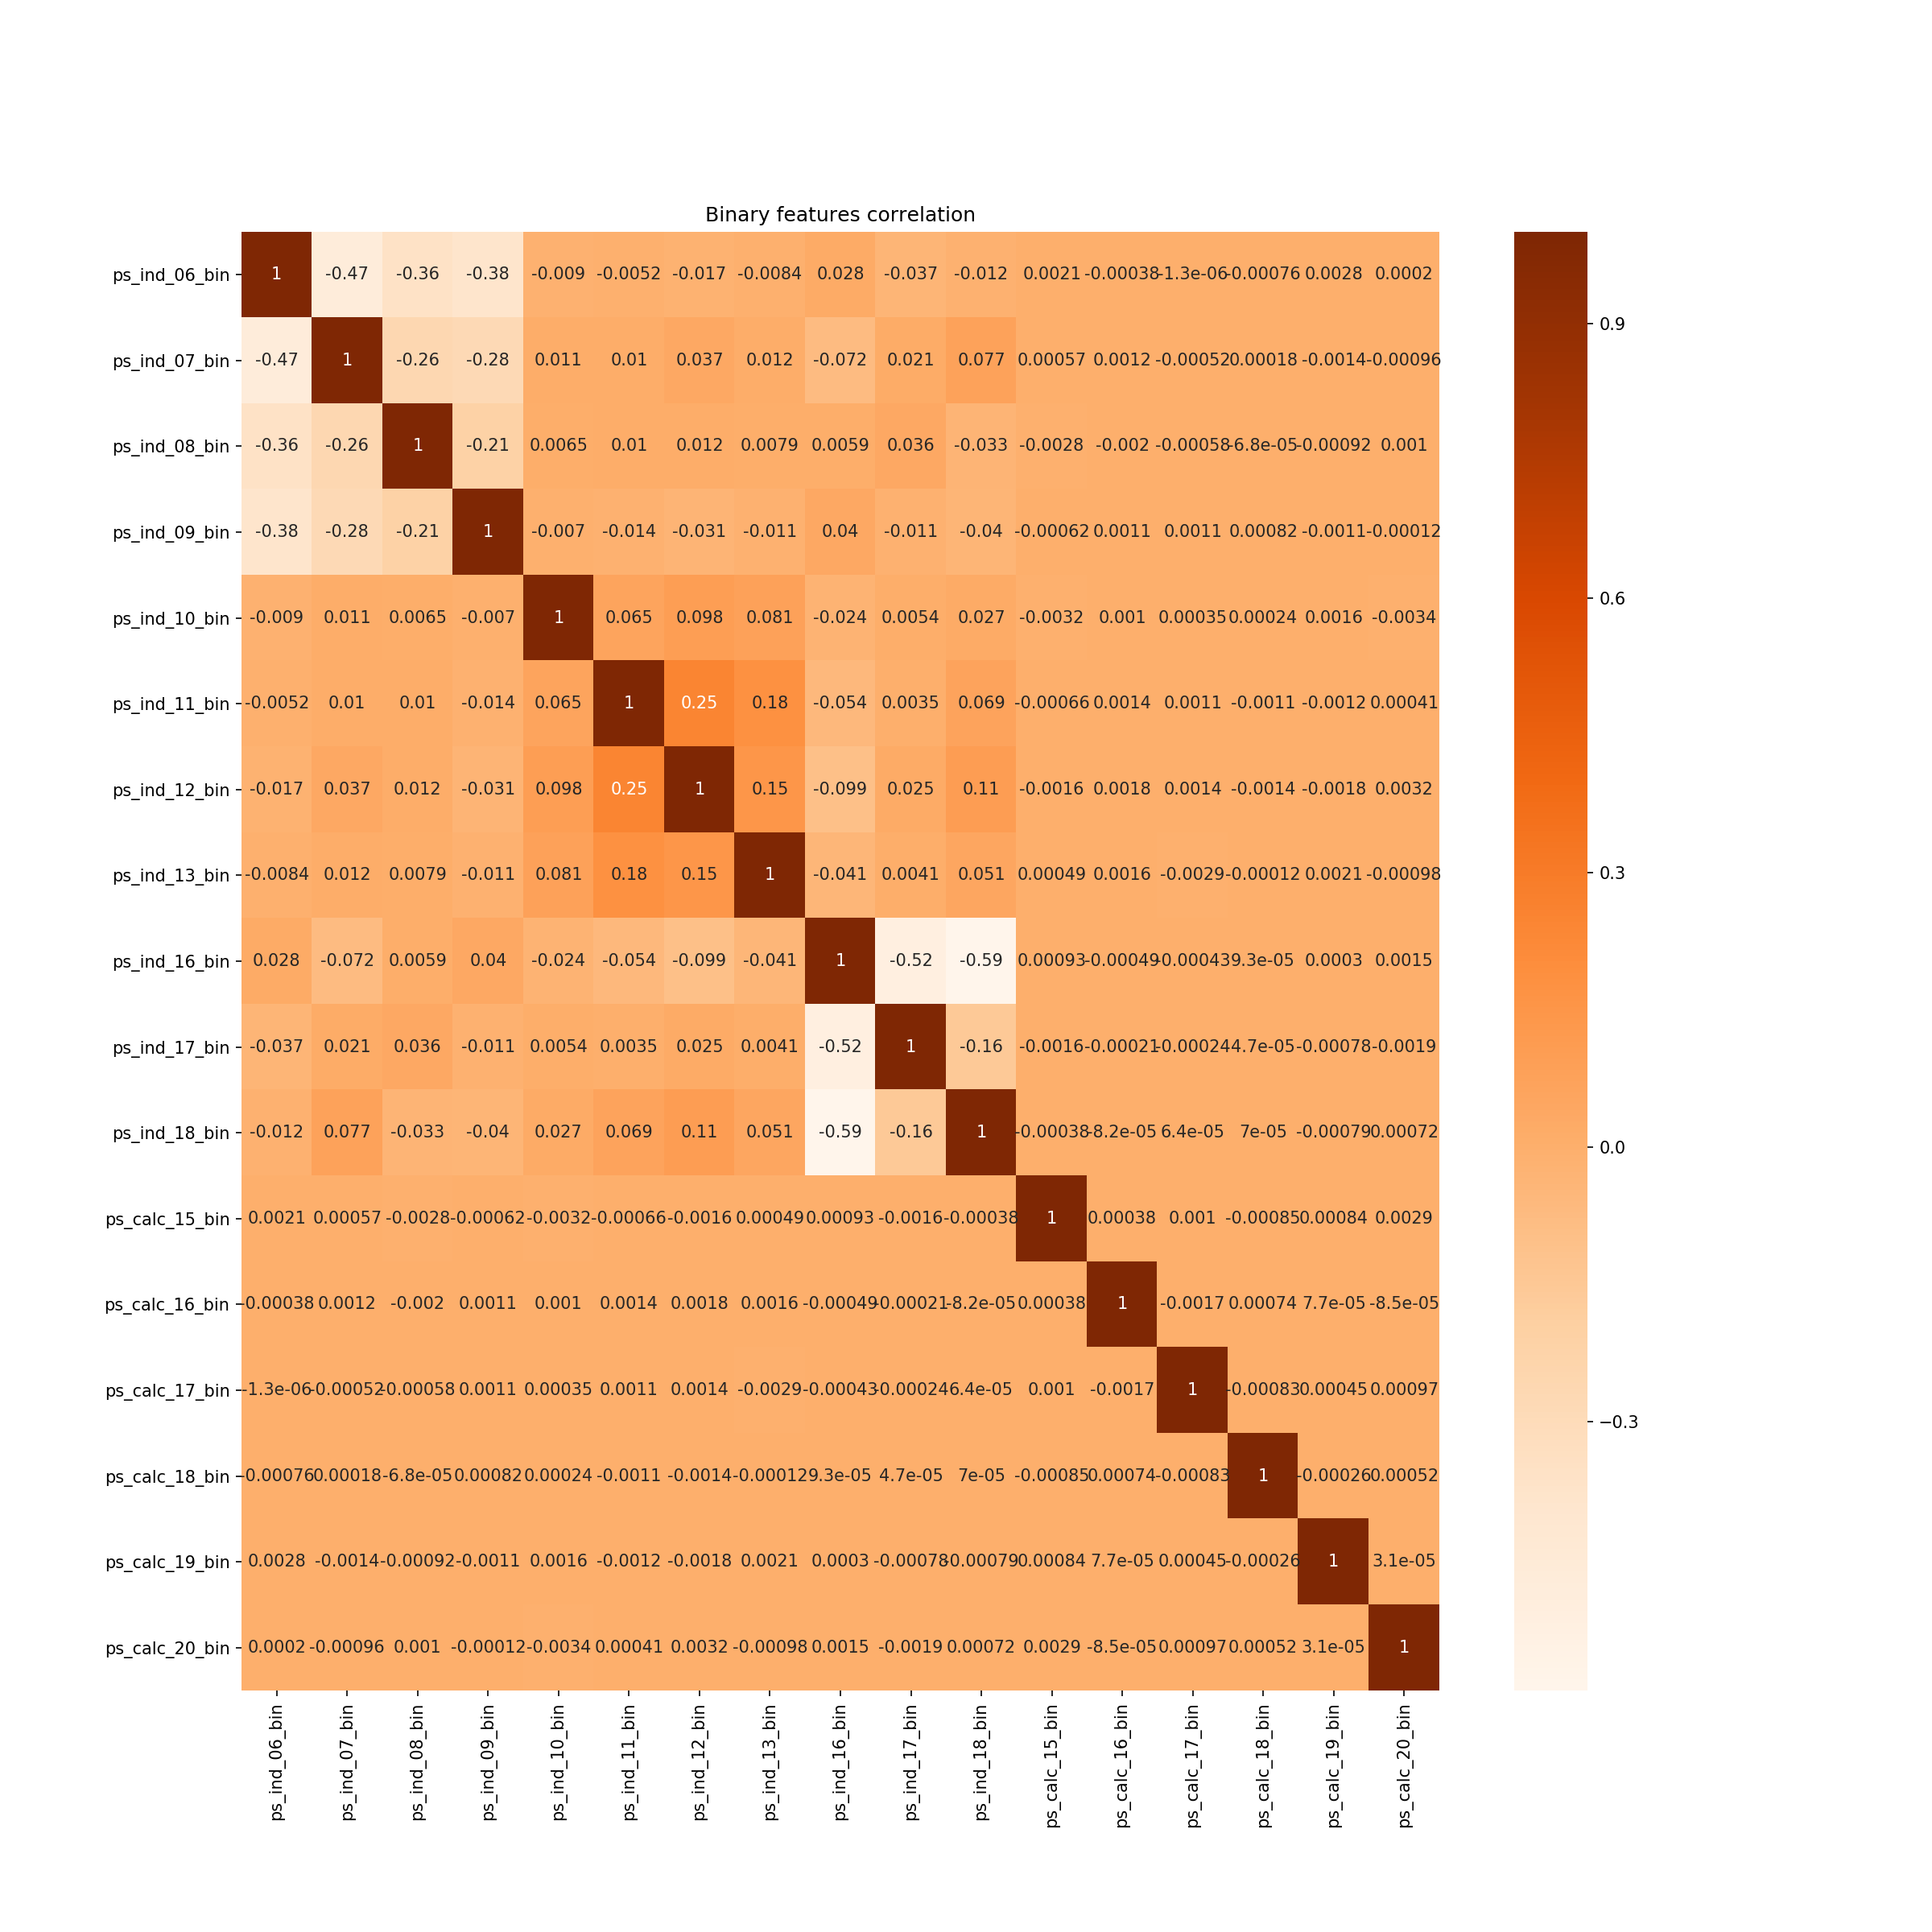 Binary features correlation
ps_ind_06_bin 1 -0.47 -0.36 -0.38 -0.009 -0.0052 -0.017 -0.0084 0.028 -0.037 -0.012 0.0021 -0.00038 -1.3e-06 -0.00076 0.0028 0.0002
ps_ind_07_bin -0.47 1 -0.26 -0.28 0.011 0.01 0.037 0.012 -0.072 0.021 0.077 0.00057 0.0012 -0.00052 0.00018 -0.0014 -0.00096
ps_ind_08_bin -0.36 -0.26 1 -0.21 0.0065 0.01 0.012 0.0079 0.0059 0.036 -0.033 -0.0028 -0.002 -0.00058 -6.8e-05 -0.00092 0.001
ps_ind_09_bin -0.38 -0.28 -0.21 1 -0.007 -0.014 -0.031 -0.011 0.04 -0.011 -0.04 -0.00062 0.0011 0.0011 0.00082 -0.0011 -0.00012
ps_ind_10_bin -0.009 0.011 0.0065 -0.007 1 0.065 0.098 0.081 -0.024 0.0054 0.027 -0.0032 0.001 0.00035 0.00024 0.0016 -0.0034
ps_ind_11_bin -0.0052 0.01 0.01 -0.014 0.065 1 0.25 0.18 -0.054 0.0035 0.069 -0.00066 0.0014 0.0011 -0.0011 -0.0012 0.00041
ps_ind_12_bin -0.017 0.037 0.012 -0.031 0.098 0.25 1 0.15 -0.099 0.025 0.11 -0.0016 0.0018 0.0014 -0.0014 -0.0018 0.0032
ps_ind_13_bin -0.0084 0.012 0.0079 -0.011 0.081 0.18 0.15 1 -0.041 0.0041 0.051 0.00049 0.0016 -0.0029 -0.00012 0.0021 -0.00098
ps_ind_16_bin 0.028 -0.072 0.0059 0.04 -0.024 -0.054 -0.099 -0.041 1 -0.52 -0.59 0.00093 -0.00049 -0.00043 9.3e-05 0.0003 0.0015
ps_ind_17_bin -0.037 0.021 0.036 -0.011 0.0054 0.0035 0.025 0.0041 -0.52 1 -0.16 -0.0016 -0.00021 -0.00024 4.7e-05 -0.00078 -0.0019
ps_ind_18_bin -0.012 0.077 -0.033 -0.04 0.027 0.069 0.11 0.051 -0.59 -0.16 1 -0.00038 -8.2e-05 6.4e-05 7e-05 -0.00079 0.00072
ps_calc_15_bin 0.0021 0.00057 -0.0028 -0.00062 -0.0032 -0.00066 -0.0016 0.00049 0.00093 -0.0016 -0.00038 1 0.00038 0.001 -0.00085 0.00084 0.0029
ps_calc_16_bin -0.00038 0.0012 -0.002 0.0011 0.001 0.0014 0.0018 0.0016 -0.00049 -0.00021 -8.2e-05 0.00038 1 -0.0017 0.00074 7.7e-05 -8.5e-05
ps_calc_17_bin -1.3e-06 -0.00052 -0.00058 0.0011 0.00035 0.0011 0.0014 -0.0029 -0.00043 -0.00024 6.4e-05 0.001 -0.0017 1 -0.00083 0.00045 0.00097
ps_calc_18_bin -0.00076 0.00018 -6.8e-05 0.00082 0.00024 -0.0011 -0.0014 -0.00012 9.3e-05 4.7e-05 7e-05 -0.00085 0.00074 -0.00083 1 -0.00026 0.00052
ps_calc_19_bin 0.0028 -0.0014 -0.00092 -0.0011 0.0016 -0.0012 -0.0018 0.0021 0.0003 -0.00078 -0.00079 0.00084 7.7e-05 0.00045 -0.00026 1 3.1e-05
ps_calc_20_bin 0.0002 -0.00096 0.001 -0.00012 -0.0034 0.00041 0.0032 -0.00098 0.0015 -0.0019 0.00072 0.0029 -8.5e-05 0.00097 0.00052 3.1e-05 1
ps_ind_06_bin
ps_ind_07_bin
ps_ind_08_bin
ps_ind_09_bin
ps_ind_10_bin
ps_ind_11_bin
ps_ind_12_bin
ps_ind_13_bin
ps_ind_16_bin
ps_ind_17_bin
ps_ind_18_bin
ps_calc_15_bin
ps_calc_16_bin
ps_calc_17_bin
ps_calc_18_bin
ps_calc_19_bin
ps_calc_20_bin
0.9
0.6
0.3
0.0
−0.3